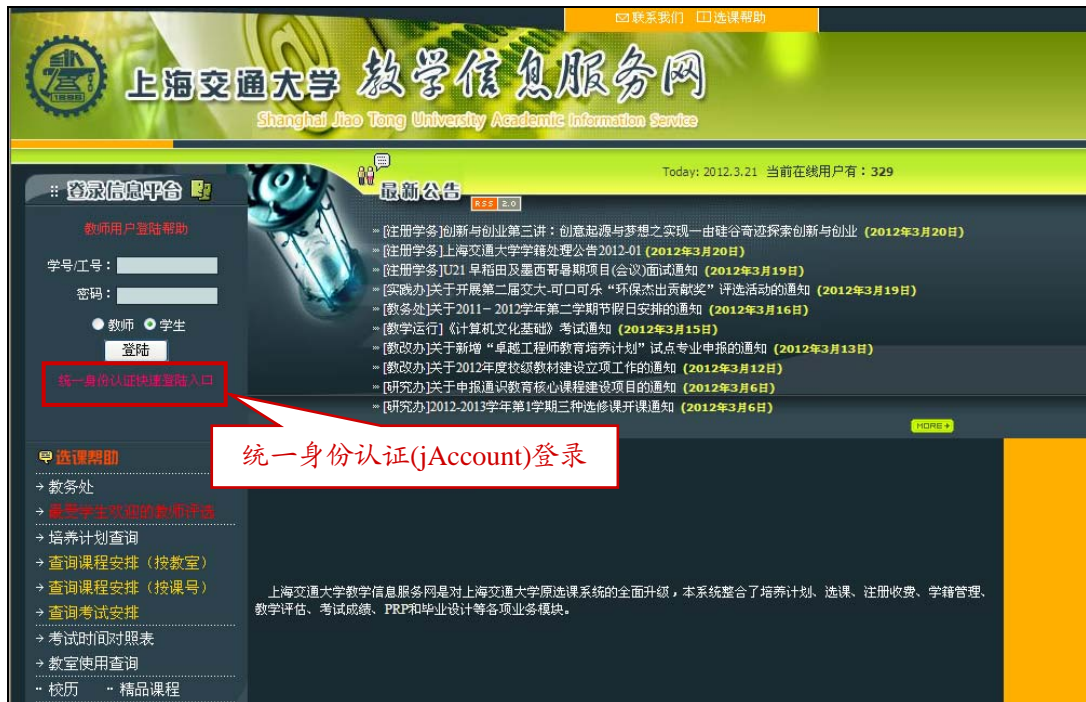 联系我们 选课帮助
上海交通大学 教学信息服务网
Shanghai Jiao Tong University Academic Information Service
1896
Today: 2012.3.21 当前在线用户有：329
:: 登录信息平台
最新公告
RSS 2.0
教师用户登陆帮助
学号/工号：
密码：
教师 学生
登陆
统一身份认证快速登陆入口
» [注册学务]创新与创业第三讲：创意起源与梦想之实现—由硅谷奇迹探索创新与创业 (2012年3月20日)
» [注册学务]上海交通大学学籍处理公告2012-01 (2012年3月20日)
» [注册学务]U21 早稻田及墨西哥暑期项目(会议)面试通知 (2012年3月19日)
» [实践办]关于开展第二届交大-可口可乐“环保杰出贡献奖”评选活动的通知 (2012年3月19日)
» [教务处]关于2011－2012学年第二学期节假日安排的通知 (2012年3月16日)
» [教学运行]《计算机文化基础》考试通知 (2012年3月15日)
» [教改办]关于新增“卓越工程师教育培养计划”试点专业申报的通知 (2012年3月13日)
» [教改办]关于2012年度校级教材建设立项工作的通知 (2012年3月12日)
» [研究办]关于申报通识教育核心课程建设项目的通知 (2012年3月6日)
» [研究办]2012-2013学年第1学期三种选修课开课通知 (2012年3月6日)
MORE
统一身份认证(jAccount)登录
选课帮助
→ 教务处
→ 最受学生欢迎的教师评选
→ 培养计划查询
→ 查询课程安排（按教室）
→ 查询课程安排（按课号）
→ 查询考试安排
→ 考试时间对照表
→ 教室使用查询
校历 精品课程
上海交通大学教学信息服务网是对上海交通大学原选课系统的全面升级，本系统整合了培养计划、选课、注册收费、学籍管理、
教学评估、考试成绩、PRP和毕业设计等各项业务模块。